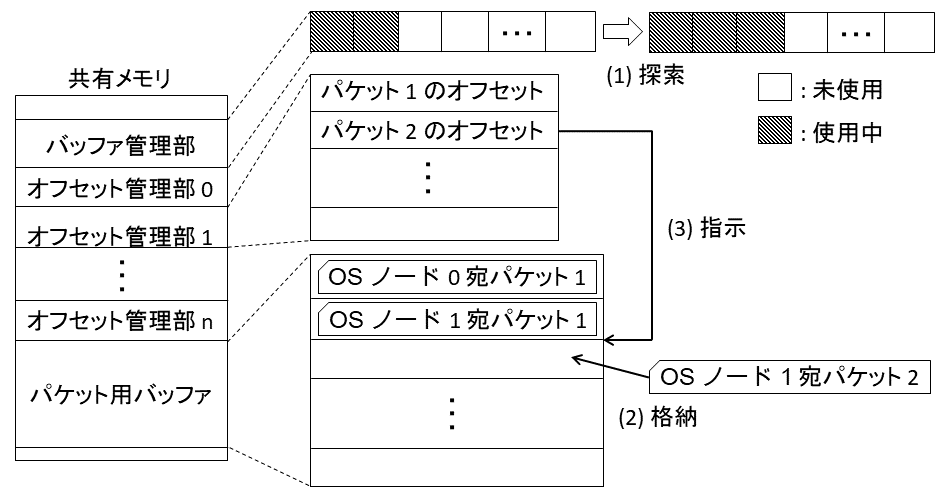 共有メモリ
バッファ管理部
オフセット管理部 0
オフセット管理部 1
⋮
オフセット管理部 n
パケット用バッファ
…
(1) 探索
…
: 未使用
: 使用中
パケット 1 のオフセット
パケット 2 のオフセット
⋮
(3) 指示
OS ノード 0 宛パケット 1
OS ノード 1 宛パケット 1
OS ノード 1 宛パケット 2
(2) 格納
⋮